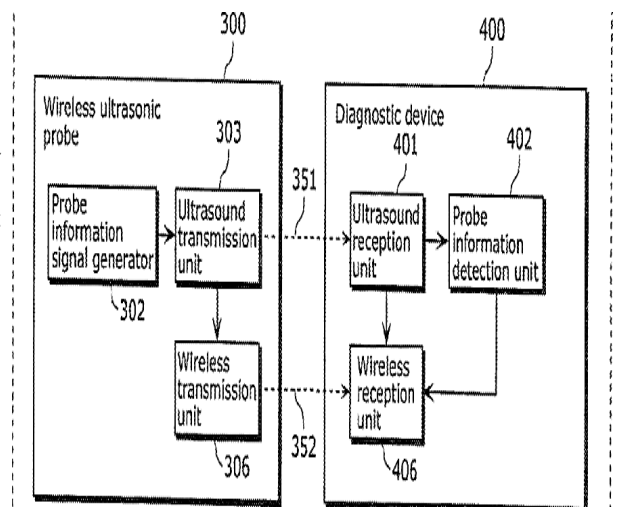 300
400
Wireless ultrasonic
probe
Diagnostic device
303
351
401
402
Probe
information
signal generator
Ultrasound
transmission
unit
Ultrasound
reception
unit
Probe
information
detection unit
302
Wireless
transmission
unit
Wireless
reception
unit
306
352
406